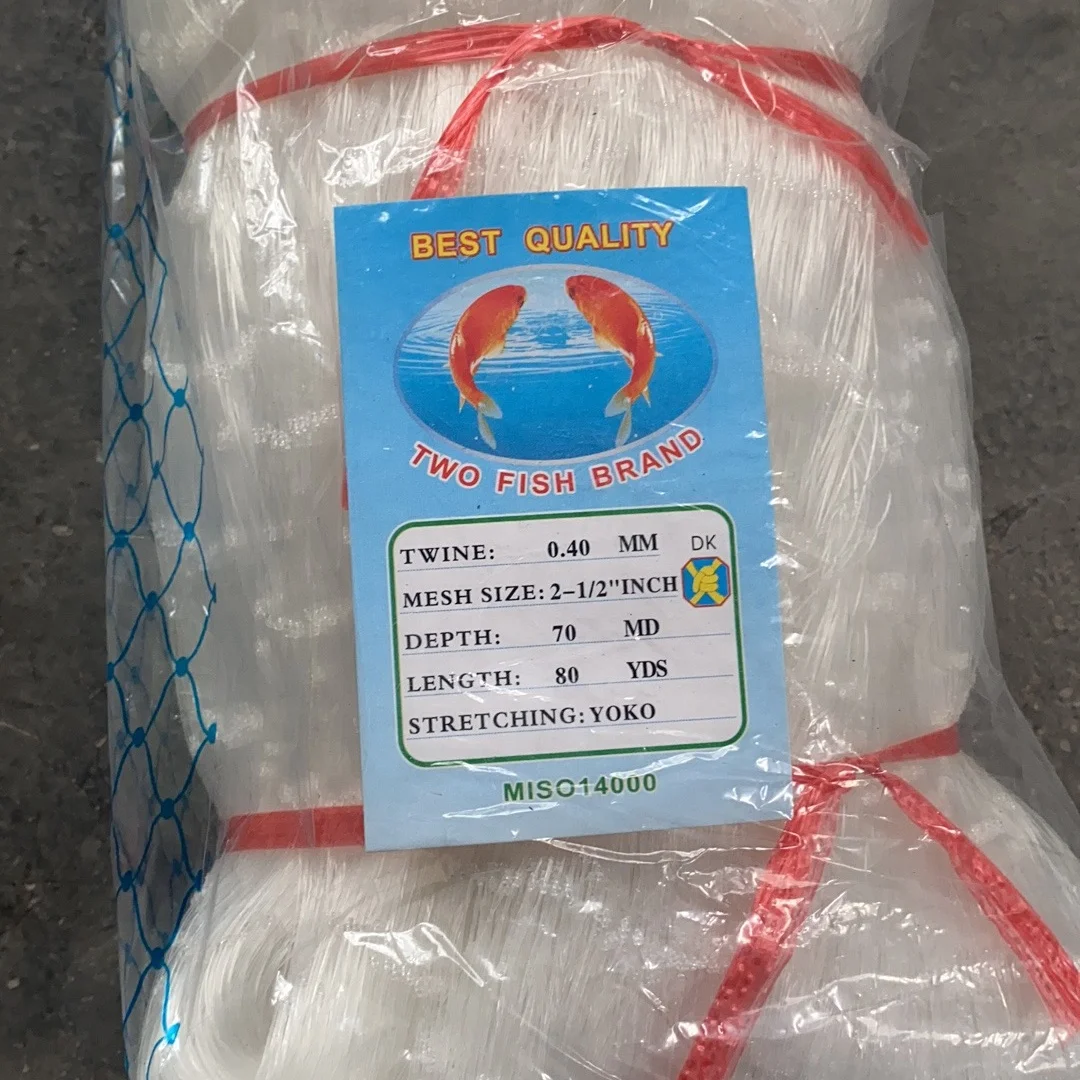 BEST QUALITY
TWO FISH BRAND
TWINE: 0.40 MM DK
MESH SIZE: 2-1/2"INCH
DEPTH: 70 MD
LENGTH: 80 YDS
STRETCHING: YOKO
MISO14000